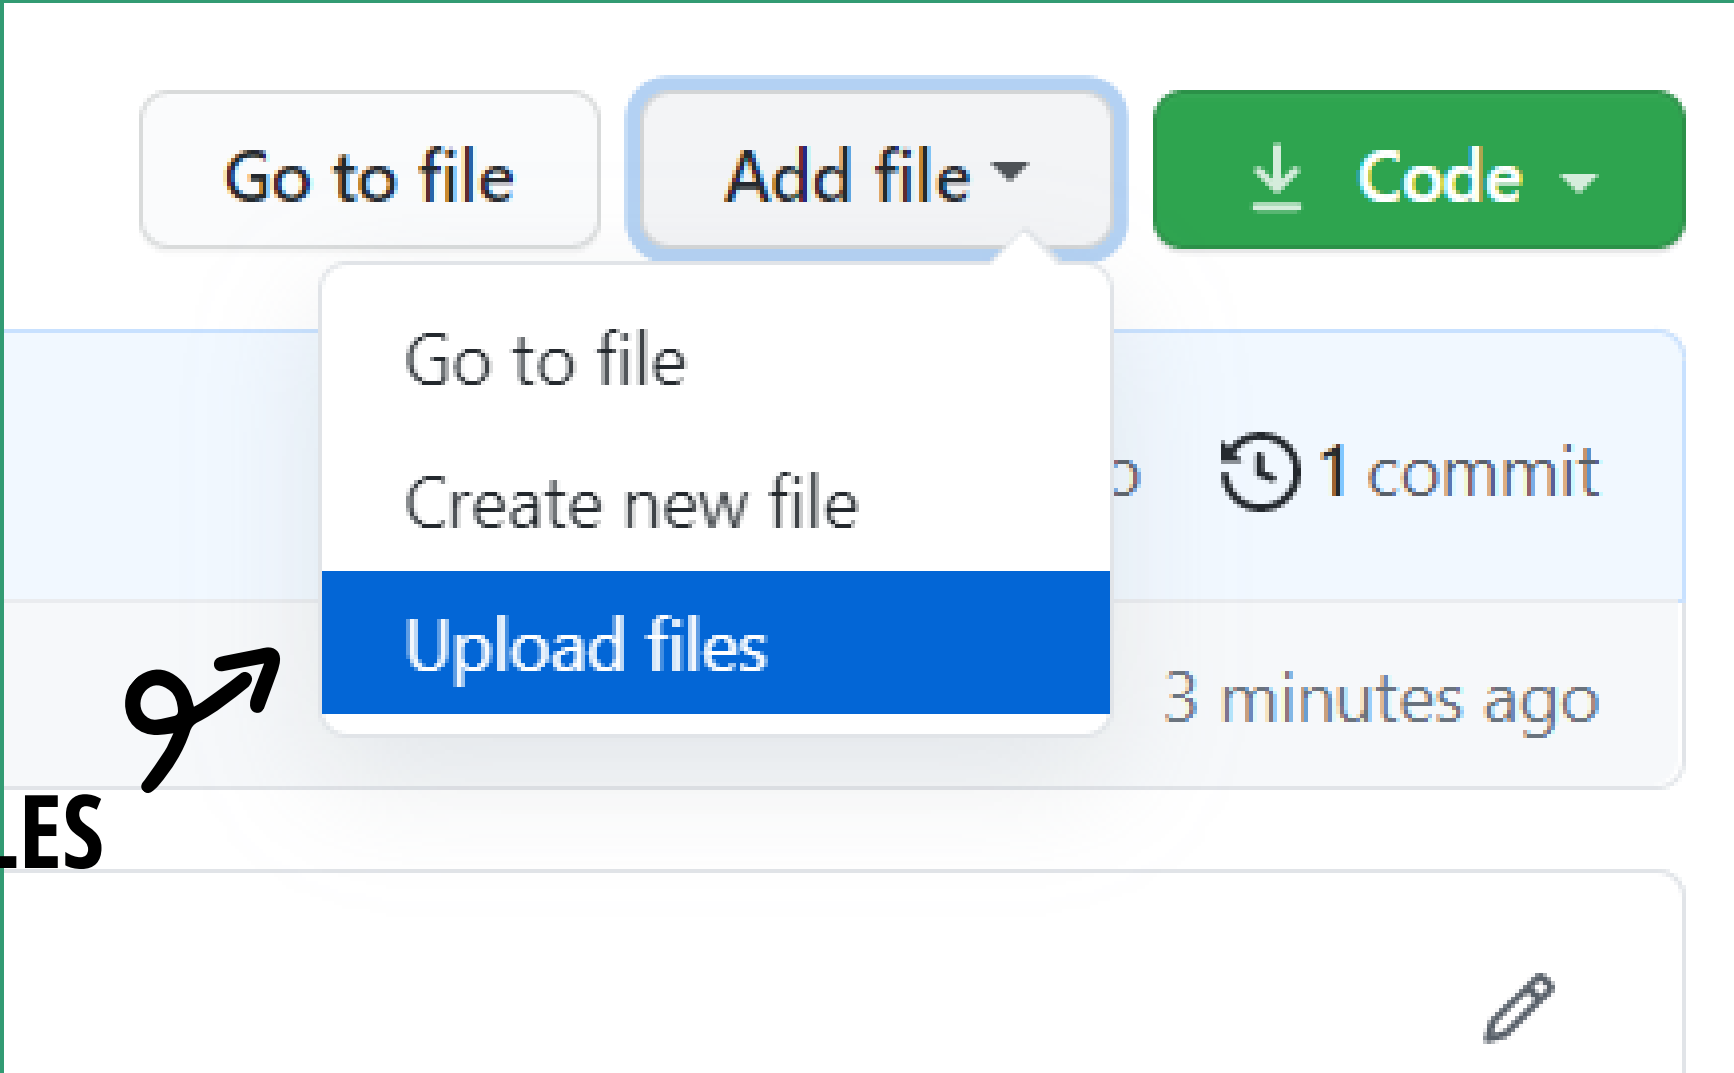 Go to file Add file Code
Go to file
Create new file
1 commit
Upload files
3 minutes ago
LES